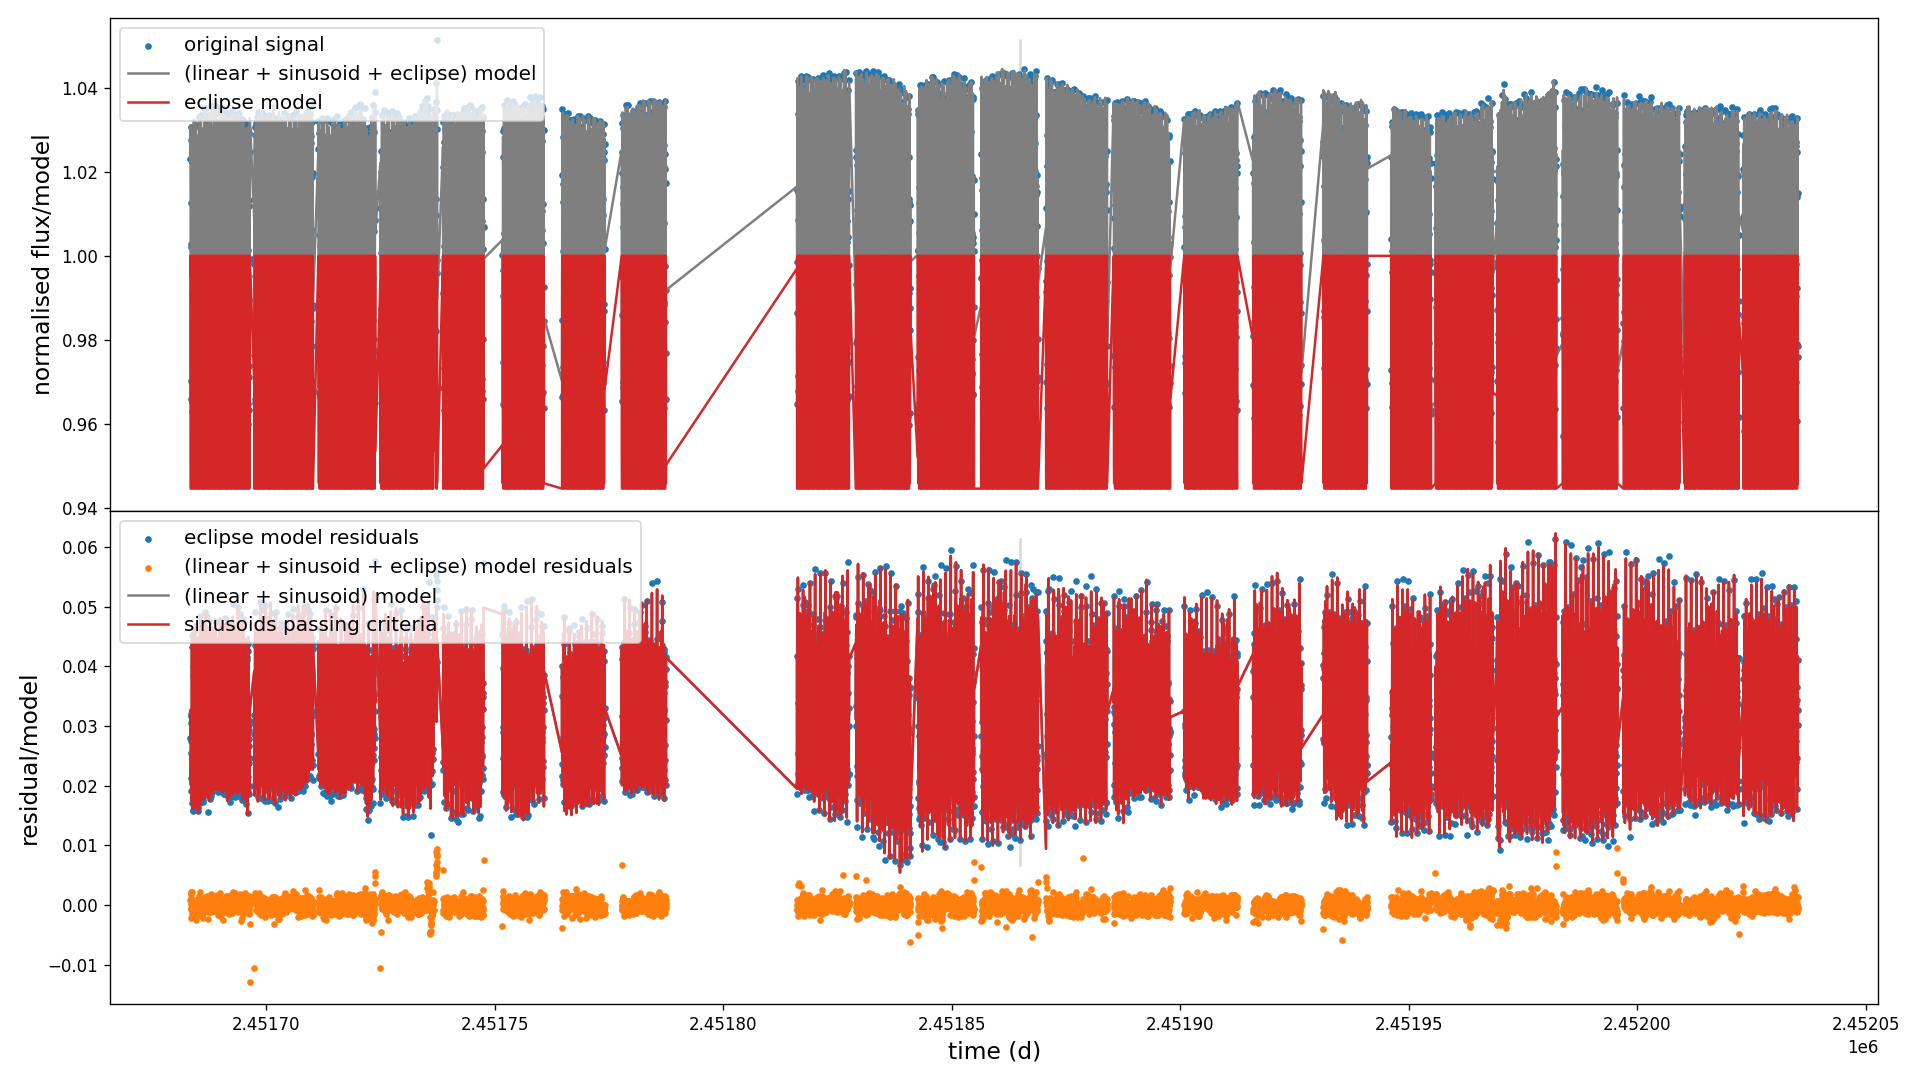 original signal
(linear + sinusoid + eclipse) model
eclipse model
normalised flux/model
1.04
1.02
1.00
0.98
0.96
0.94
eclipse model residuals
(linear + sinusoid + eclipse) model residuals
(linear + sinusoid) model
sinusoids passing criteria
residual/model
0.06
0.05
0.04
0.03
0.02
0.01
0.00
−0.01
2.45170
2.45175
2.45180
2.45185
2.45190
2.45195
2.45200
2.45205
time (d)
1e6